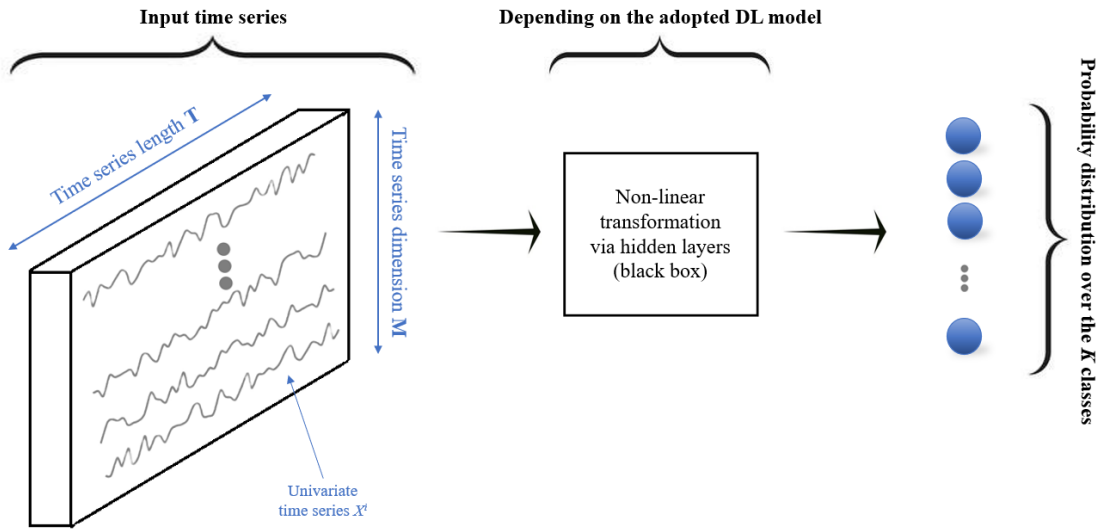 Input time series
Depending on the adopted DL model
Time series length T
Time series dimension M
Non-linear
transformation
via hidden layers
(black box)
Probability distribution over the K classes
Univariate
time series Xⁱ